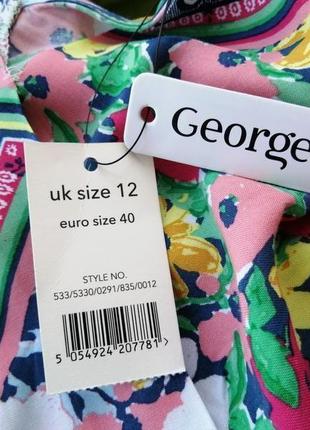 George
uk size 12
euro size 40
STYLE NO.
533/5330/0291/835/0012
5 054924 207781 >